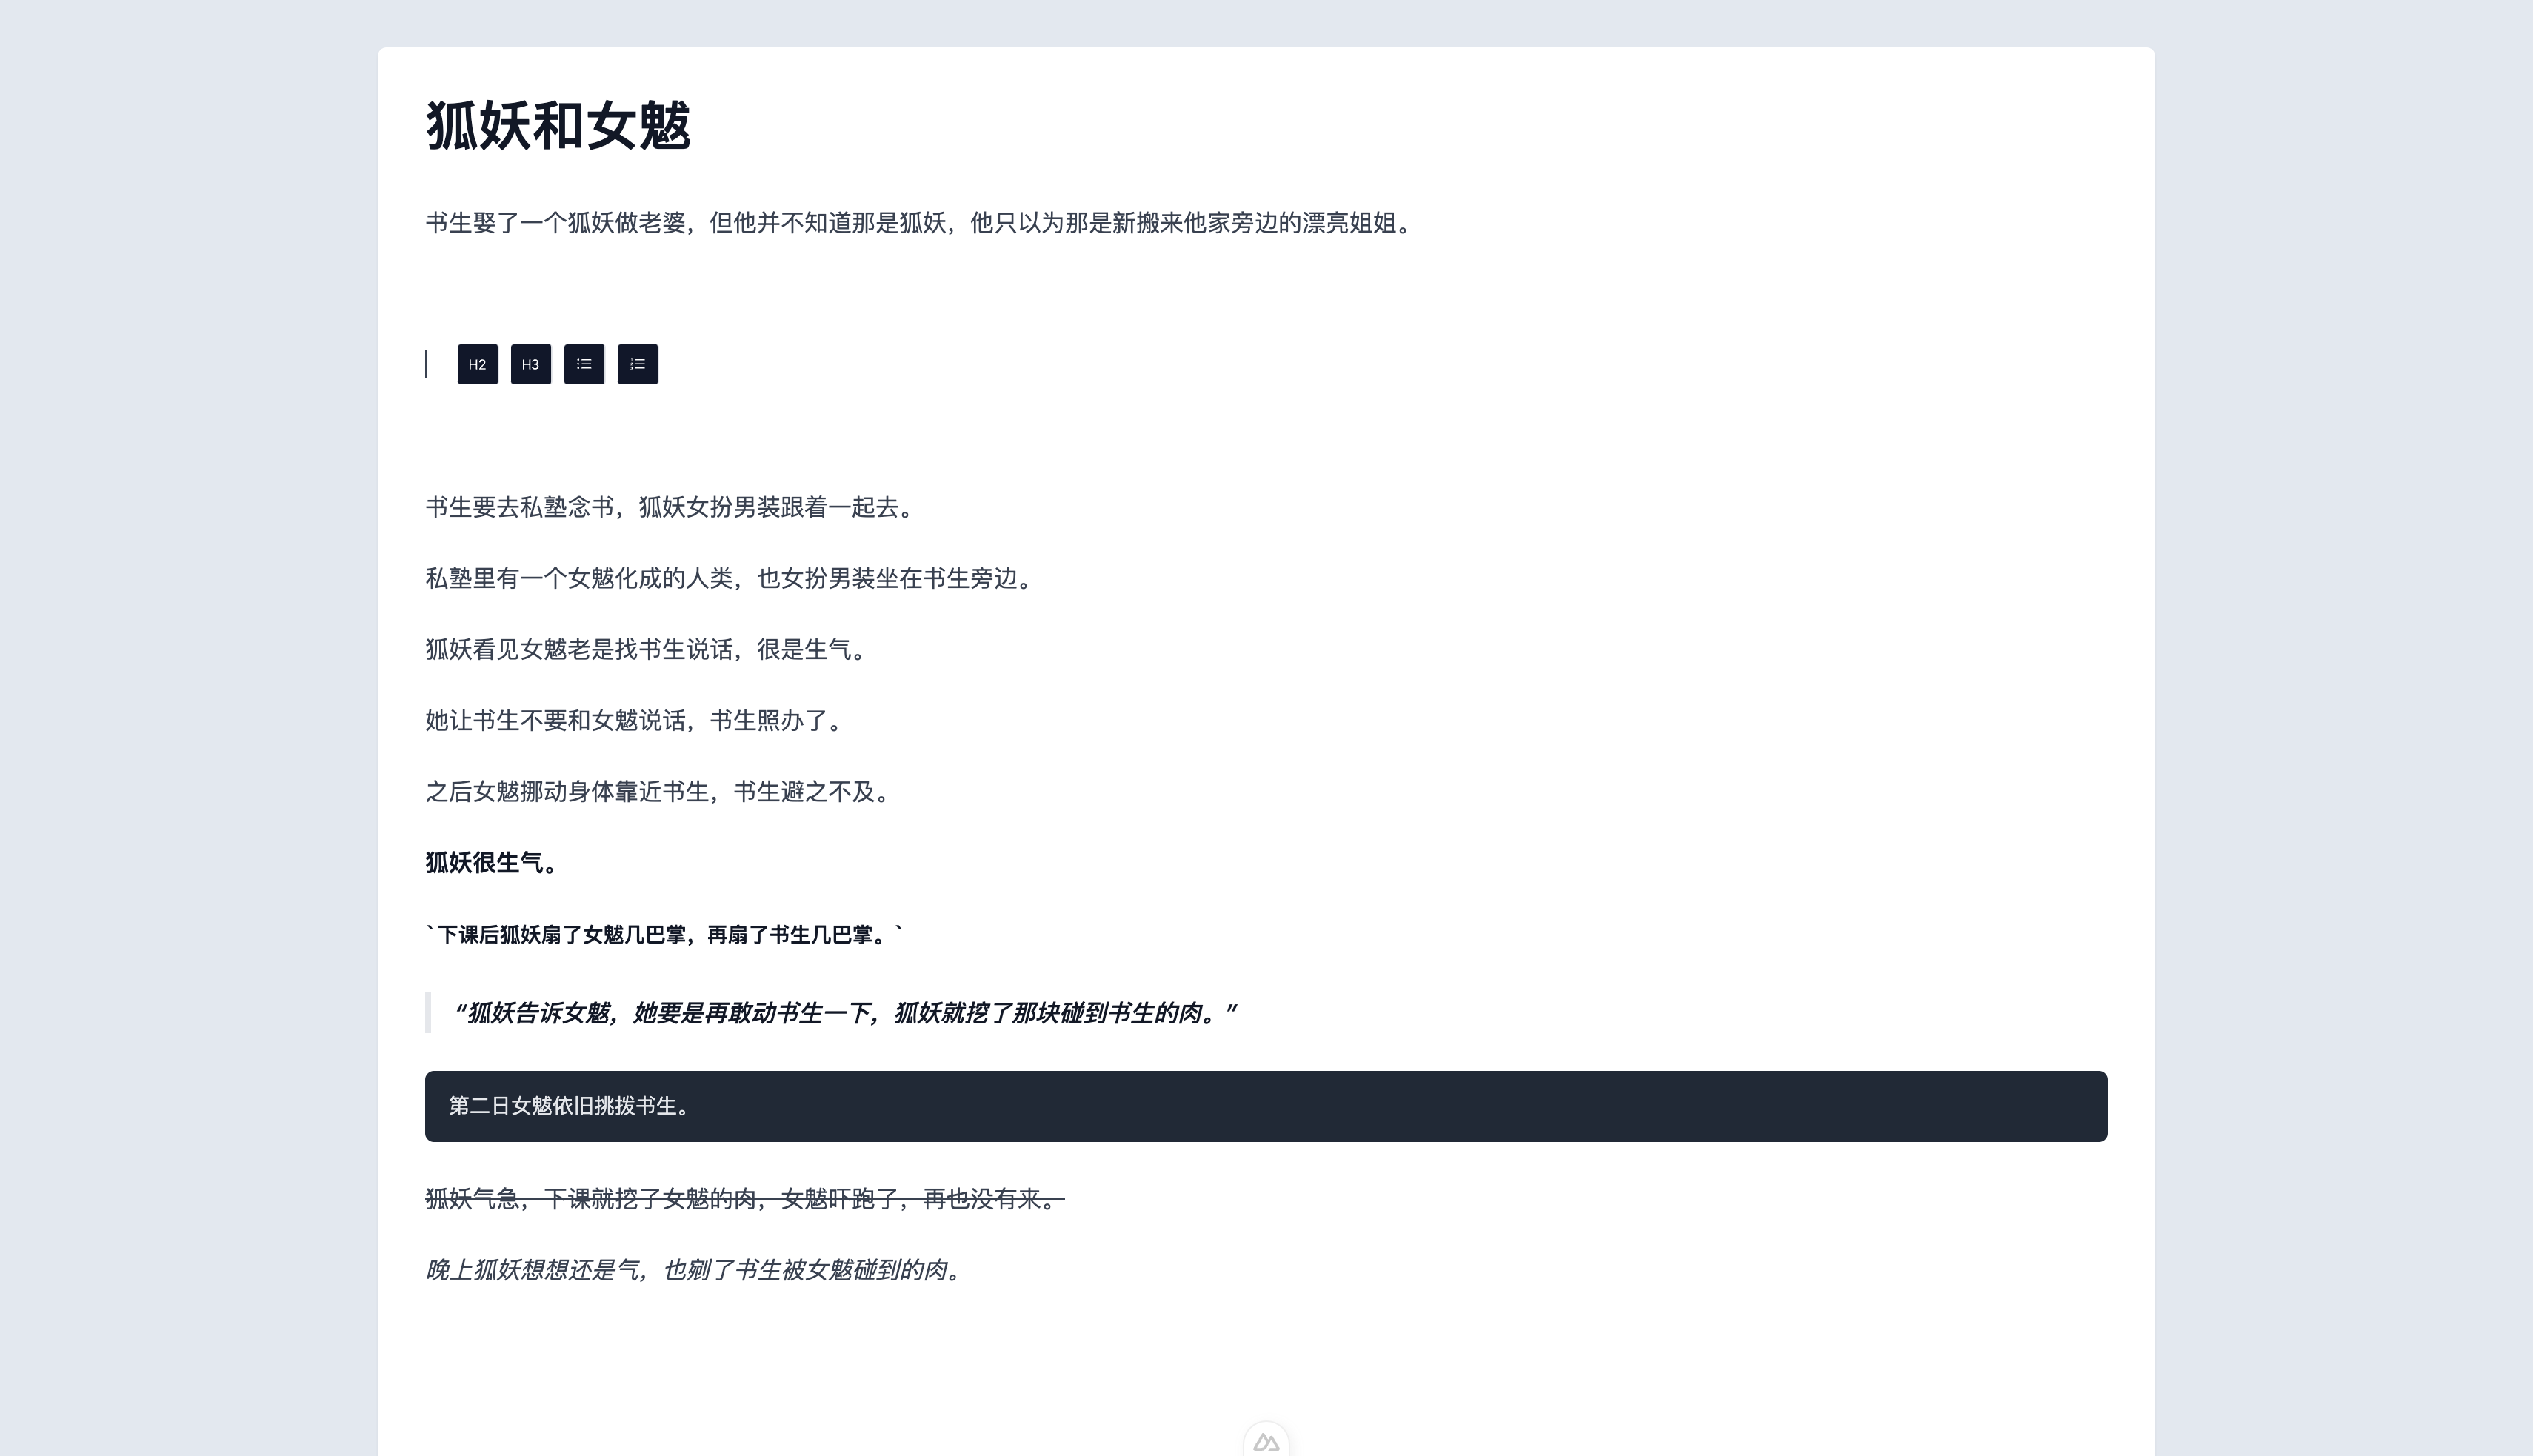 狐妖和女魃
书生娶了一个狐妖做老婆，但他并不知道那是狐妖，他只以为那是新搬来他家旁边的漂亮姐姐。
H2 H3
书生要去私塾念书，狐妖女扮男装跟着一起去。
私塾里有一个女魃化成的人类，也女扮男装坐在书生旁边。
狐妖看见女魃老是找书生说话，很是生气。
她让书生不要和女魃说话，书生照办了。
之后女魃挪动身体靠近书生，书生避之不及。
狐妖很生气。
`下课后狐妖扇了女魃几巴掌，再扇了书生几巴掌。`
“狐妖告诉女魃，她要是再敢动书生一下，狐妖就挖了那块碰到书生的肉。”
第二日女魃依旧挑拨书生。
狐妖气急，下课就挖了女魃的肉，女魃吓跑了，再也没有来。
晚上狐妖想想还是气，也剜了书生被女魃碰到的肉。